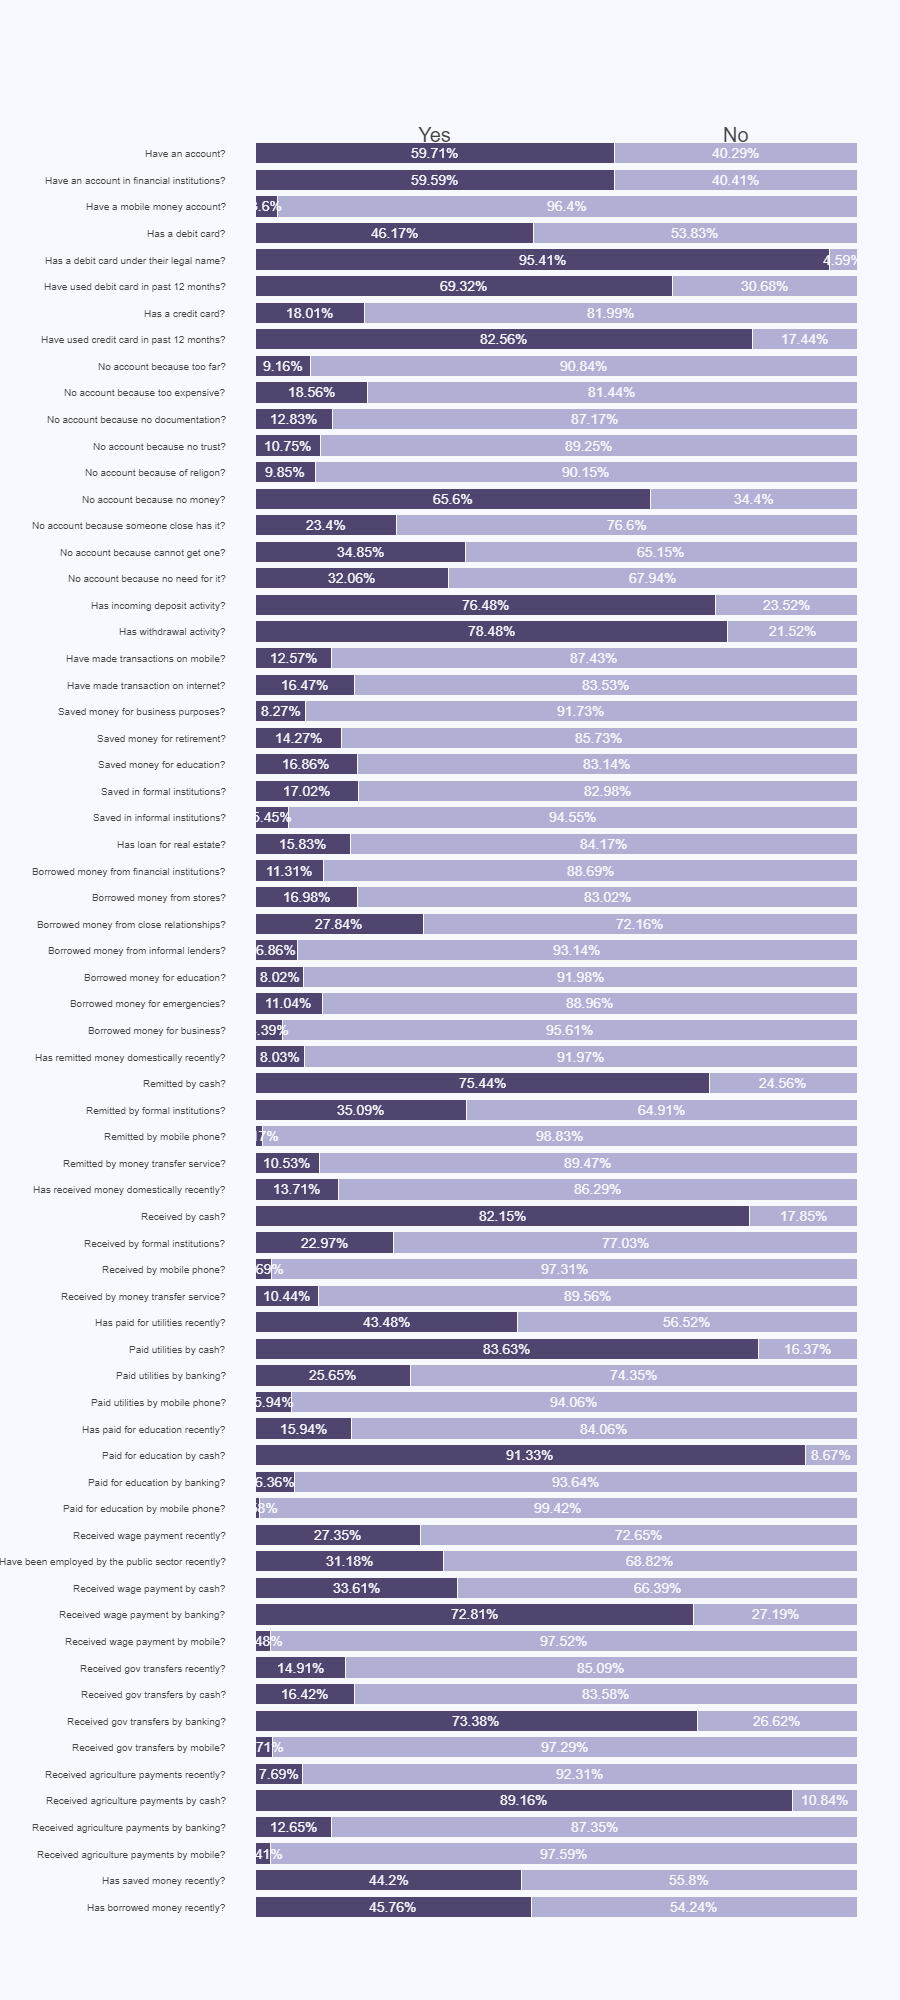 Yes No
Have an account? 59.71% 40.29%
Have an account in financial institutions? 59.59% 40.41%
Have a mobile money account? .6% 96.4%
Has a debit card? 46.17% 53.83%
Has a debit card under their legal name? 95.41% 4.59%
Have used debit card in past 12 months? 69.32% 30.68%
Has a credit card? 18.01% 81.99%
Have used credit card in past 12 months? 82.56% 17.44%
No account because too far? 9.16% 90.84%
No account because too expensive? 18.56% 81.44%
No account because no documentation? 12.83% 87.17%
No account because no trust? 10.75% 89.25%
No account because of religon? 9.85% 90.15%
No account because no money? 65.6% 34.4%
No account because someone close has it? 23.4% 76.6%
No account because cannot get one? 34.85% 65.15%
No account because no need for it? 32.06% 67.94%
Has incoming deposit activity? 76.48% 23.52%
Has withdrawal activity? 78.48% 21.52%
Have made transactions on mobile? 12.57% 87.43%
Have made transaction on internet? 16.47% 83.53%
Saved money for business purposes? 8.27% 91.73%
Saved money for retirement? 14.27% 85.73%
Saved money for education? 16.86% 83.14%
Saved in formal institutions? 17.02% 82.98%
Saved in informal institutions? 5.45% 94.55%
Has loan for real estate? 15.83% 84.17%
Borrowed money from financial institutions? 11.31% 88.69%
Borrowed money from stores? 16.98% 83.02%
Borrowed money from close relationships? 27.84% 72.16%
Borrowed money from informal lenders? 6.86% 93.14%
Borrowed money for education? 8.02% 91.98%
Borrowed money for emergencies? 11.04% 88.96%
Borrowed money for business? .39% 95.61%
Has remitted money domestically recently? 8.03% 91.97%
Remitted by cash? 75.44% 24.56%
Remitted by formal institutions? 35.09% 64.91%
Remitted by mobile phone? 7% 98.83%
Remitted by money transfer service? 10.53% 89.47%
Has received money domestically recently? 13.71% 86.29%
Received by cash? 82.15% 17.85%
Received by formal institutions? 22.97% 77.03%
Received by mobile phone? 69% 97.31%
Received by money transfer service? 10.44% 89.56%
Has paid for utilities recently? 43.48% 56.52%
Paid utilities by cash? 83.63% 16.37%
Paid utilities by banking? 25.65% 74.35%
Paid utilities by mobile phone? 5.94% 94.06%
Has paid for education recently? 15.94% 84.06%
Paid for education by cash? 91.33% 8.67%
Paid for education by banking? 6.36% 93.64%
Paid for education by mobile phone? 8% 99.42%
Received wage payment recently? 27.35% 72.65%
Have been employed by the public sector recently? 31.18% 68.82%
Received wage payment by cash? 33.61% 66.39%
Received wage payment by banking? 72.81% 27.19%
Received wage payment by mobile? 48% 97.52%
Received gov transfers recently? 14.91% 85.09%
Received gov transfers by cash? 16.42% 83.58%
Received gov transfers by banking? 73.38% 26.62%
Received gov transfers by mobile? 71% 97.29%
Received agriculture payments recently? 7.69% 92.31%
Received agriculture payments by cash? 89.16% 10.84%
Received agriculture payments by banking? 12.65% 87.35%
Received agriculture payments by mobile? 41% 97.59%
Has saved money recently? 44.2% 55.8%
Has borrowed money recently? 45.76% 54.24%